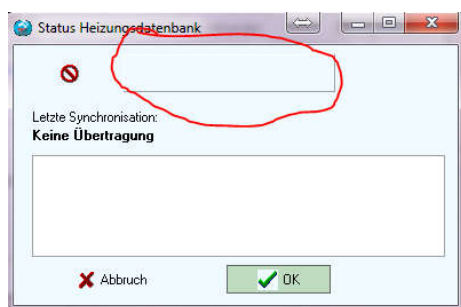 Status Heizungsdatenbank
Letzte Synchronisation:
Keine Übertragung
Abbruch
OK